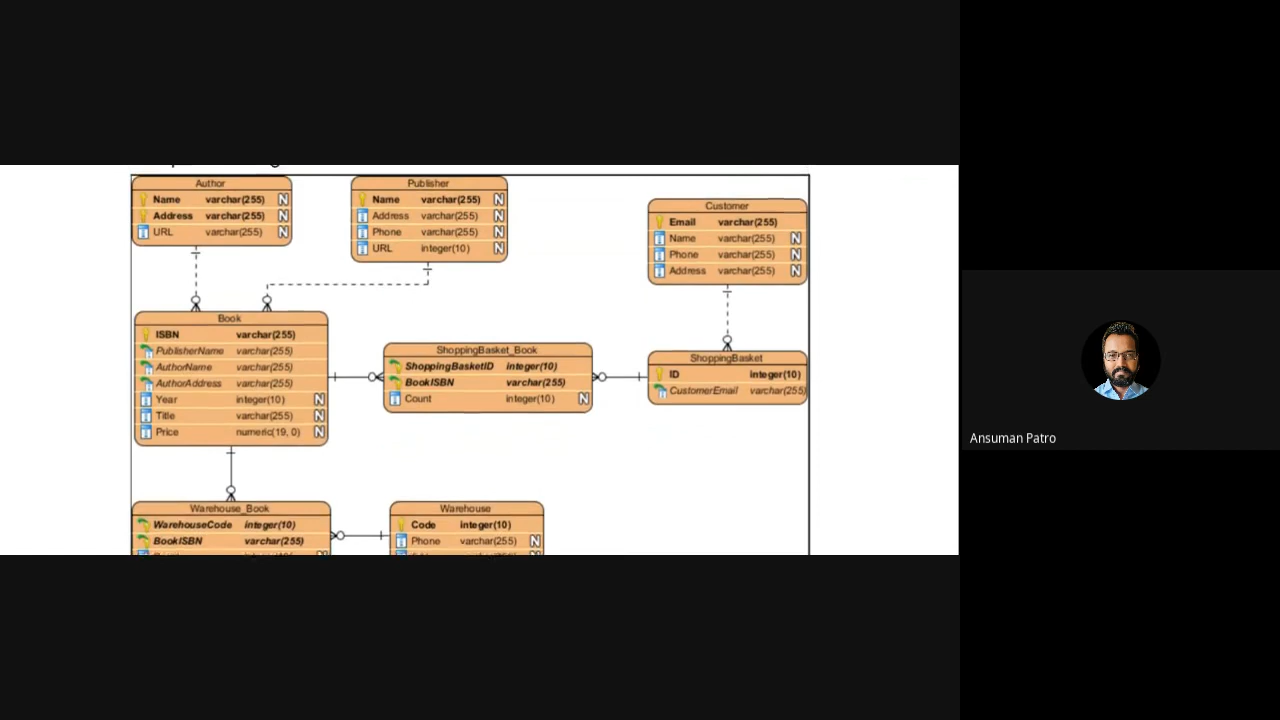 Author
Name varchar(255) N
Address varchar(255) N
URL varchar(255) N
Publisher
Name varchar(255) N
Address varchar(255) N
Phone varchar(255) N
URL integer(10) N
Customer
Email varchar(255)
Name varchar(255) N
Phone varchar(255) N
Address varchar(255) N
Book
ISBN varchar(255)
PublisherName varchar(255)
AuthorName varchar(255)
AuthorAddress varchar(255)
Year integer(10) N
Title varchar(255) N
Price numeric(19, 0) N
ShoppingBasket_Book
ShoppingBasketID integer(10)
BookISBN varchar(255)
Count integer(10) N
ShoppingBasket
ID integer(10)
CustomerEmail varchar(255)
Warehouse_Book
WarehouseCode integer(10)
BookISBN varchar(255)
Warehouse
Code integer(10)
Phone varchar(255) N
Ansuman Patro